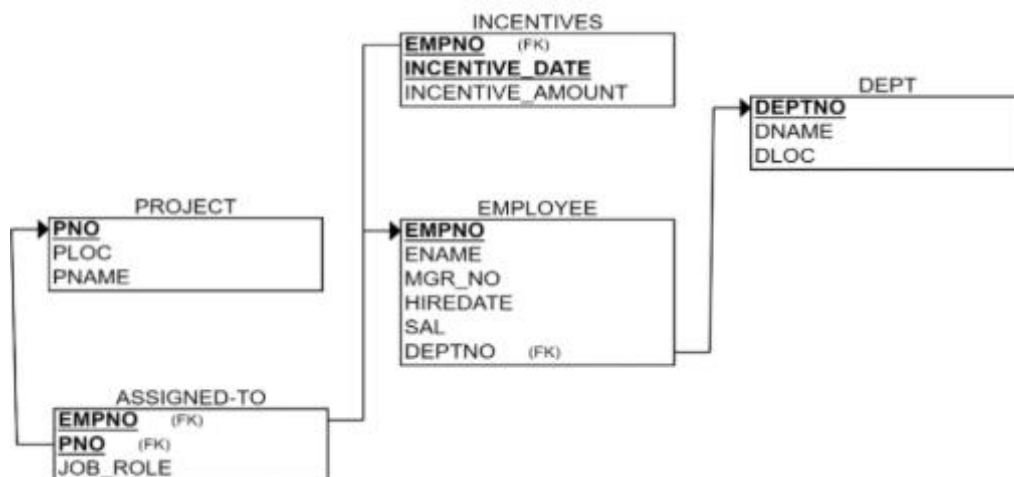 INCENTIVES
EMPNO (FK)
INCENTIVE_DATE
INCENTIVE_AMOUNT
DEPT
DEPTNO
DNAME
DLOC
PROJECT
PNO
PLOC
PNAME
EMPLOYEE
EMPNO
ENAME
MGR_NO
HIREDATE
SAL
DEPTNO (FK)
ASSIGNED-TO
EMPNO (FK)
PNO (FK)
JOB_ROLE